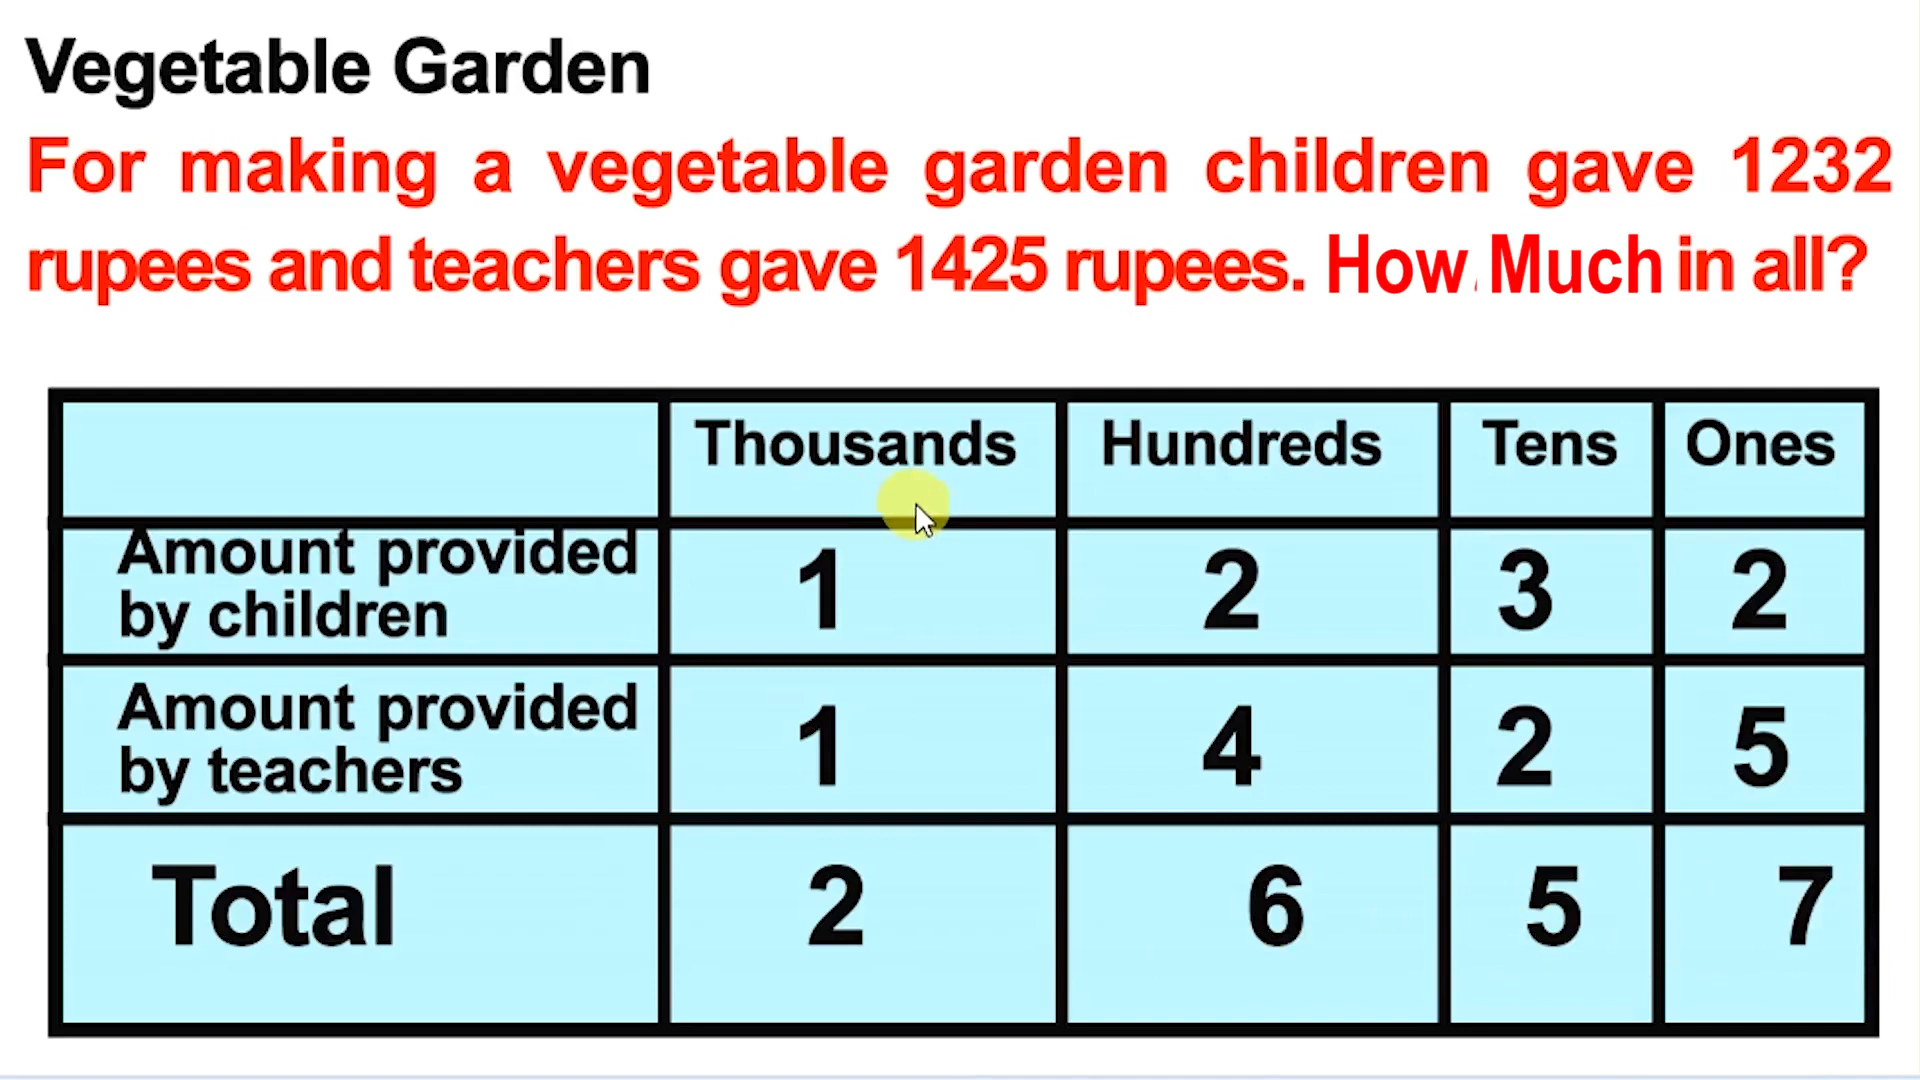 Vegetable Garden
For making a vegetable garden children gave 1232
rupees and teachers gave 1425 rupees. How Much in all?
Thousands Hundreds Tens Ones
Amount provided
by children 1 2 3 2
Amount provided
by teachers 1 4 2 5
Total 2 6 5 7